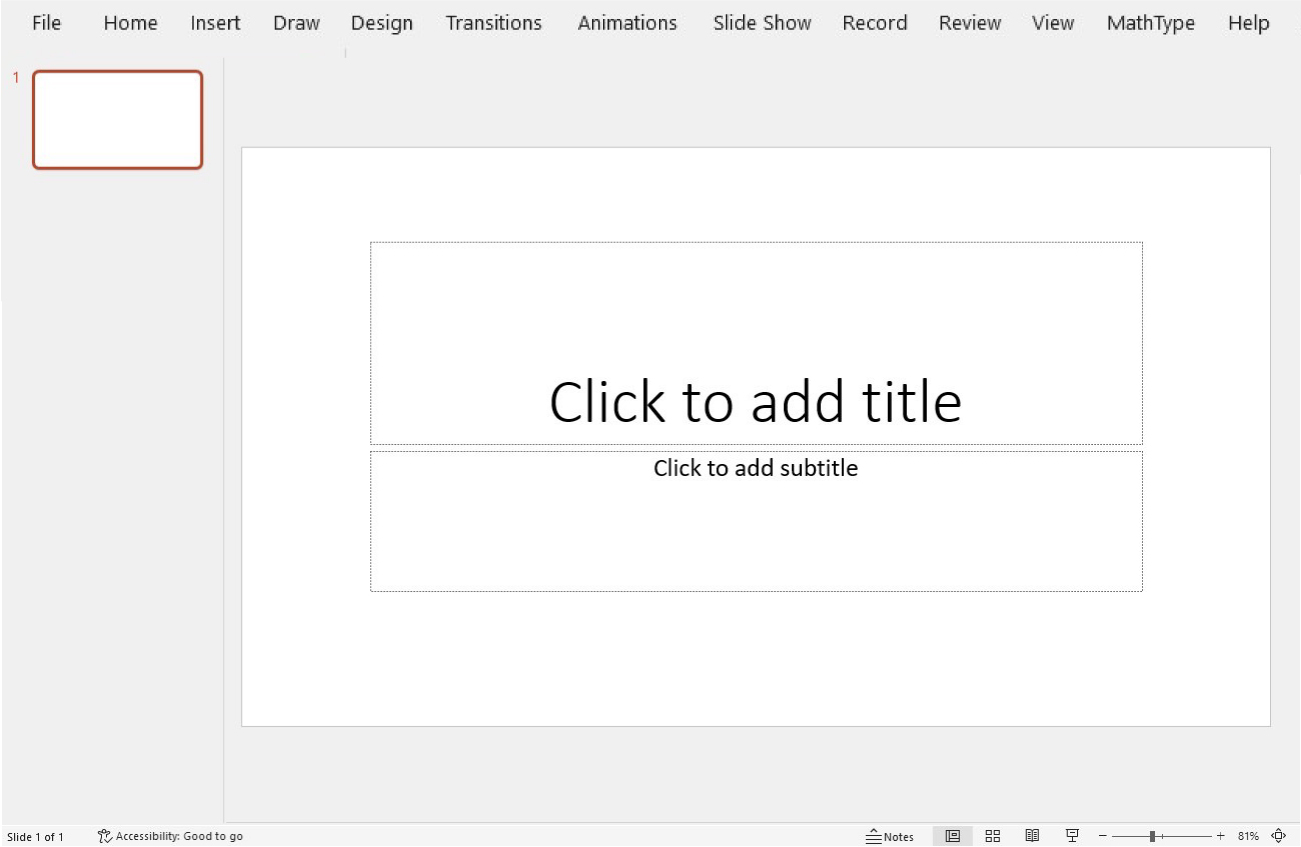 File Home Insert Draw Design Transitions Animations Slide Show Record Review View MathType Help
1
Click to add title
Click to add subtitle
Slide 1 of 1 Accessibility: Good to go Notes 81%